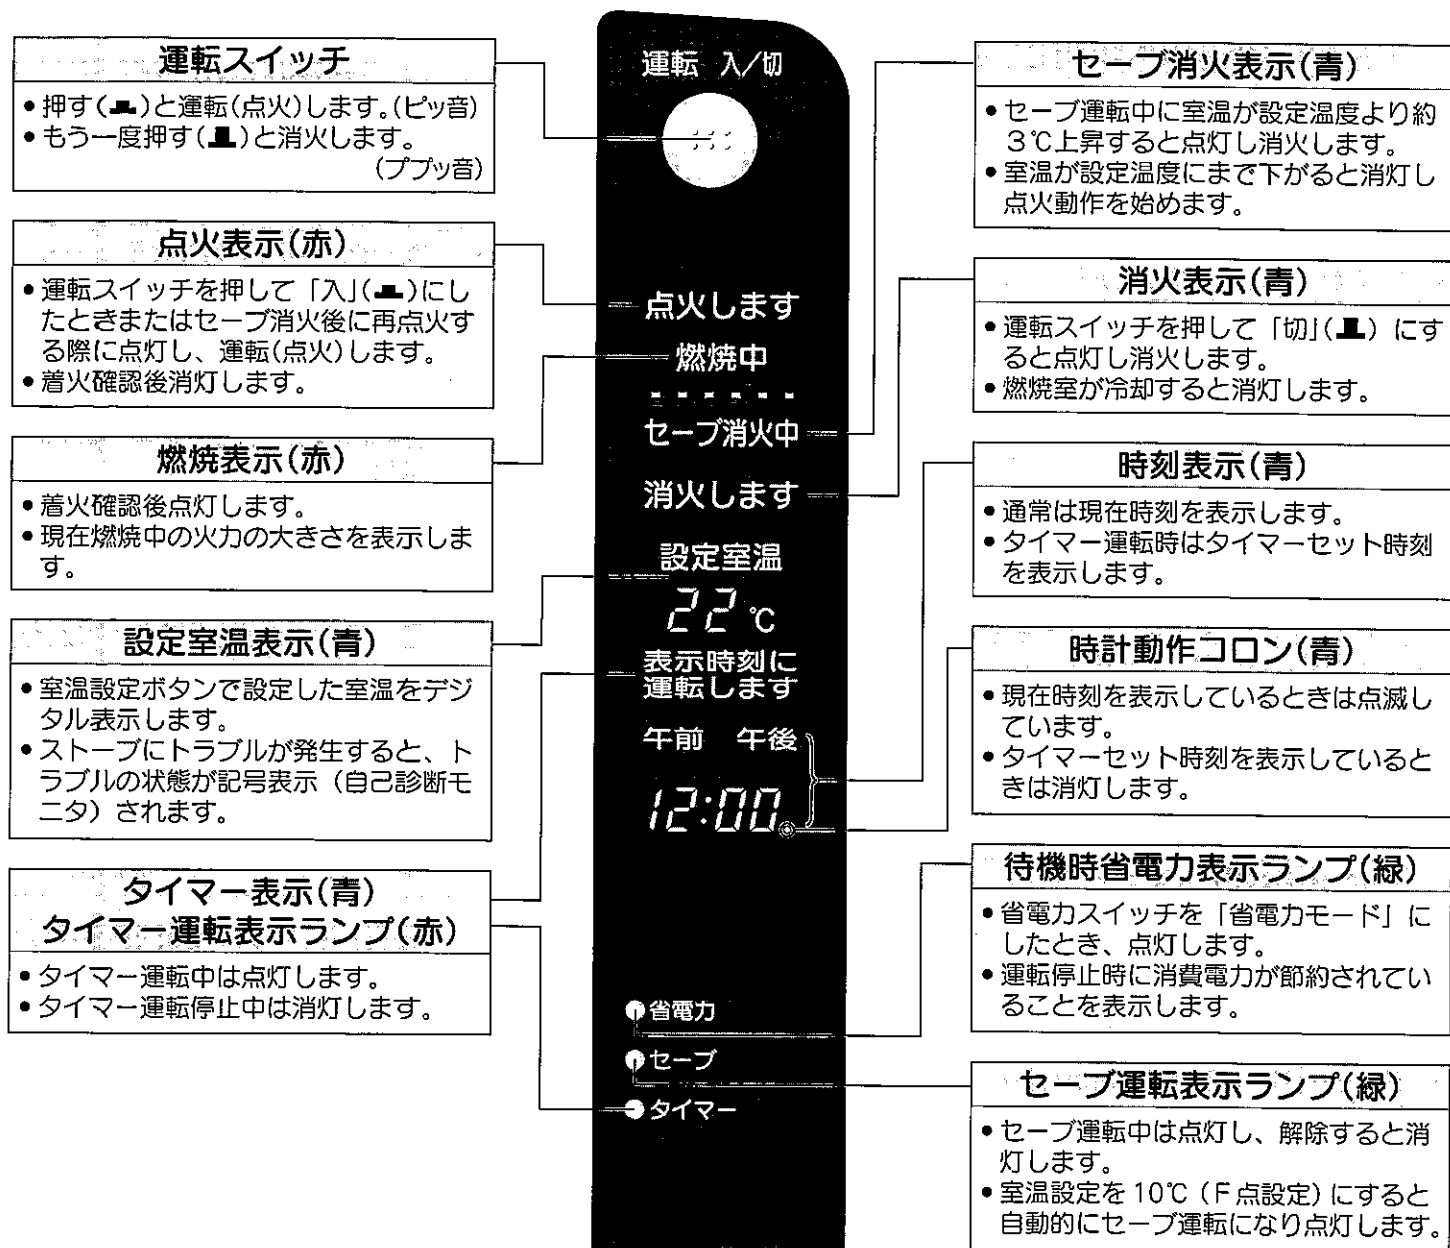 運転スイッチ
• 押す()と運転(点火)します。(ピッ音)
• もう一度押す()と消火します。
(ププッ音)
点火表示(赤)
• 運転スイッチを押して「入」()にし
たときまたはセーブ消火後に再点火す
る際に点灯し、運転(点火)します。
• 着火確認後消灯します。
燃焼表示(赤)
• 着火確認後点灯します。
• 現在燃焼中の火力の大きさを表示しま
す。
設定室温表示(青)
• 室温設定ボタンで設定した室温をデジ
タル表示します。
• ストーブにトラブルが発生すると、ト
ラブルの状態が記号表示(自己診断モ
ニタ)されます。
タイマー表示(青)
タイマー運転表示ランプ(赤)
• タイマー運転中は点灯します。
• タイマー運転停止中は消灯します。
運転 入/切
点火します
燃焼中
セーブ消火中
消火します
設定室温
22℃
表示時刻に
運転します
午前 午後
12:00
省電力
セーブ
タイマー
セーブ消火表示(青)
• セーブ運転中に室温が設定温度より約
3℃上昇すると点灯し消火します。
• 室温が設定温度にまで下がると消灯し
点火動作を始めます。
消火表示(青)
• 運転スイッチを押して「切」()にす
ると点灯し消火します。
• 燃焼室が冷却すると消灯します。
時刻表示(青)
• 通常は現在時刻を表示します。
• タイマー運転時はタイマーセット時刻
を表示します。
時計動作コロン(青)
• 現在時刻を表示しているときは点滅し
ています。
• タイマーセット時刻を表示していると
きは消灯します。
待機時省電力表示ランプ(緑)
• 省電力スイッチを「省電力モード」に
したとき、点灯します。
• 運転停止時に消費電力が節約されてい
ることを表示します。
セーブ運転表示ランプ(緑)
• セーブ運転中は点灯し、解除すると消
灯します。
• 室温設定を10℃(F点設定)にすると
自動的にセーブ運転になり点灯します。